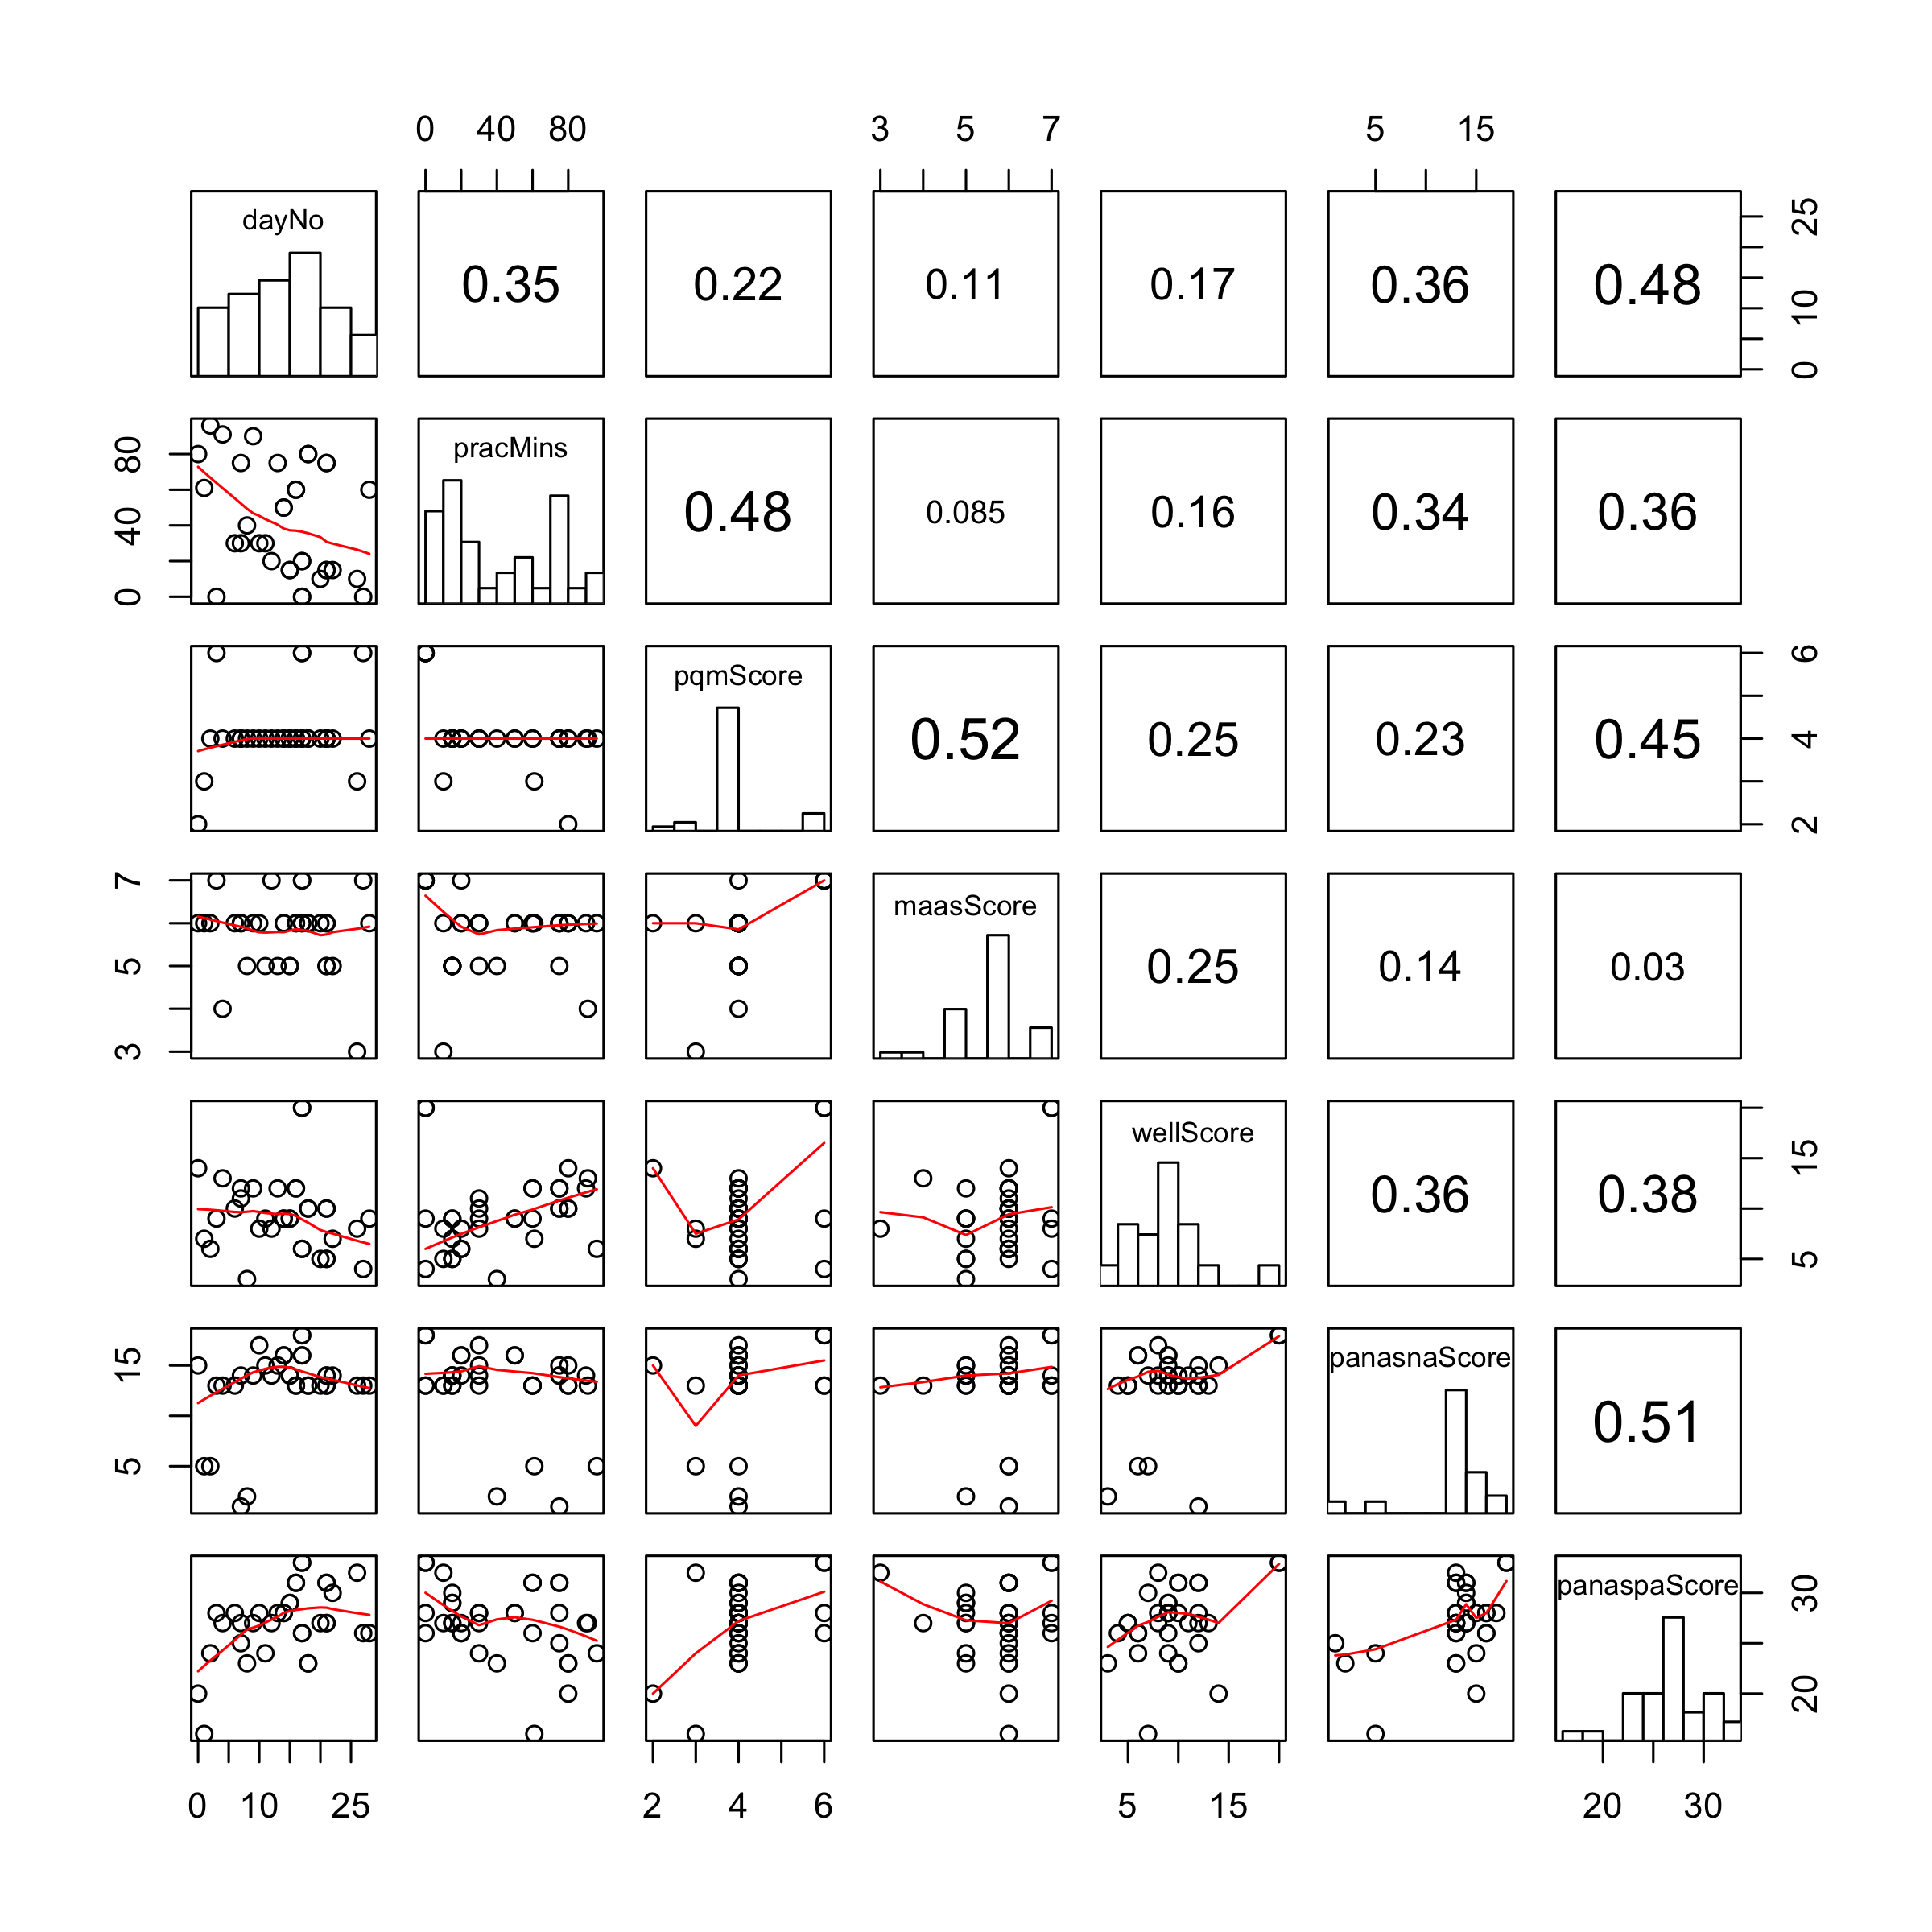 0 40 80 3 5 7 5 15
dayNo 0.35 0.22 0.11 0.17 0.36 0.48 0 10 25
0 40 80 pracMins 0.48 0.085 0.16 0.34 0.36
pqmScore 0.52 0.25 0.23 0.45 2 4 6
3 5 7 maasScore 0.25 0.14 0.03
wellScore 0.36 0.38 5 15
5 15 panasnaScore 0.51
panaspaScore 20 30
0 10 25 2 4 6 5 15 20 30